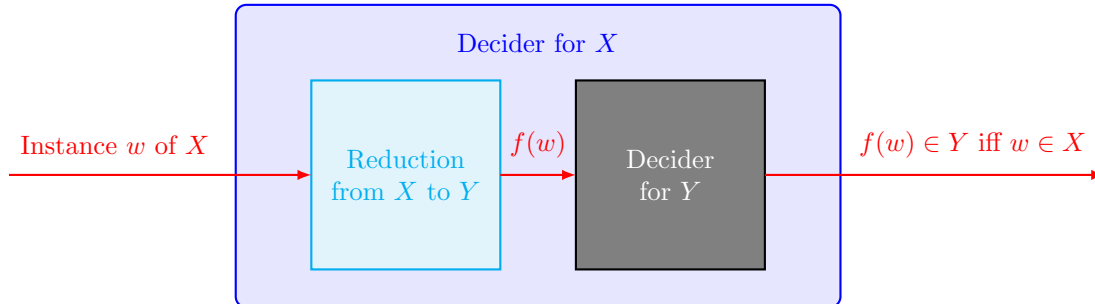 Decider for X
Instance w of X
Reduction
from X to Y
f(w)
Decider
for Y
f(w) ∈ Y iff w ∈ X